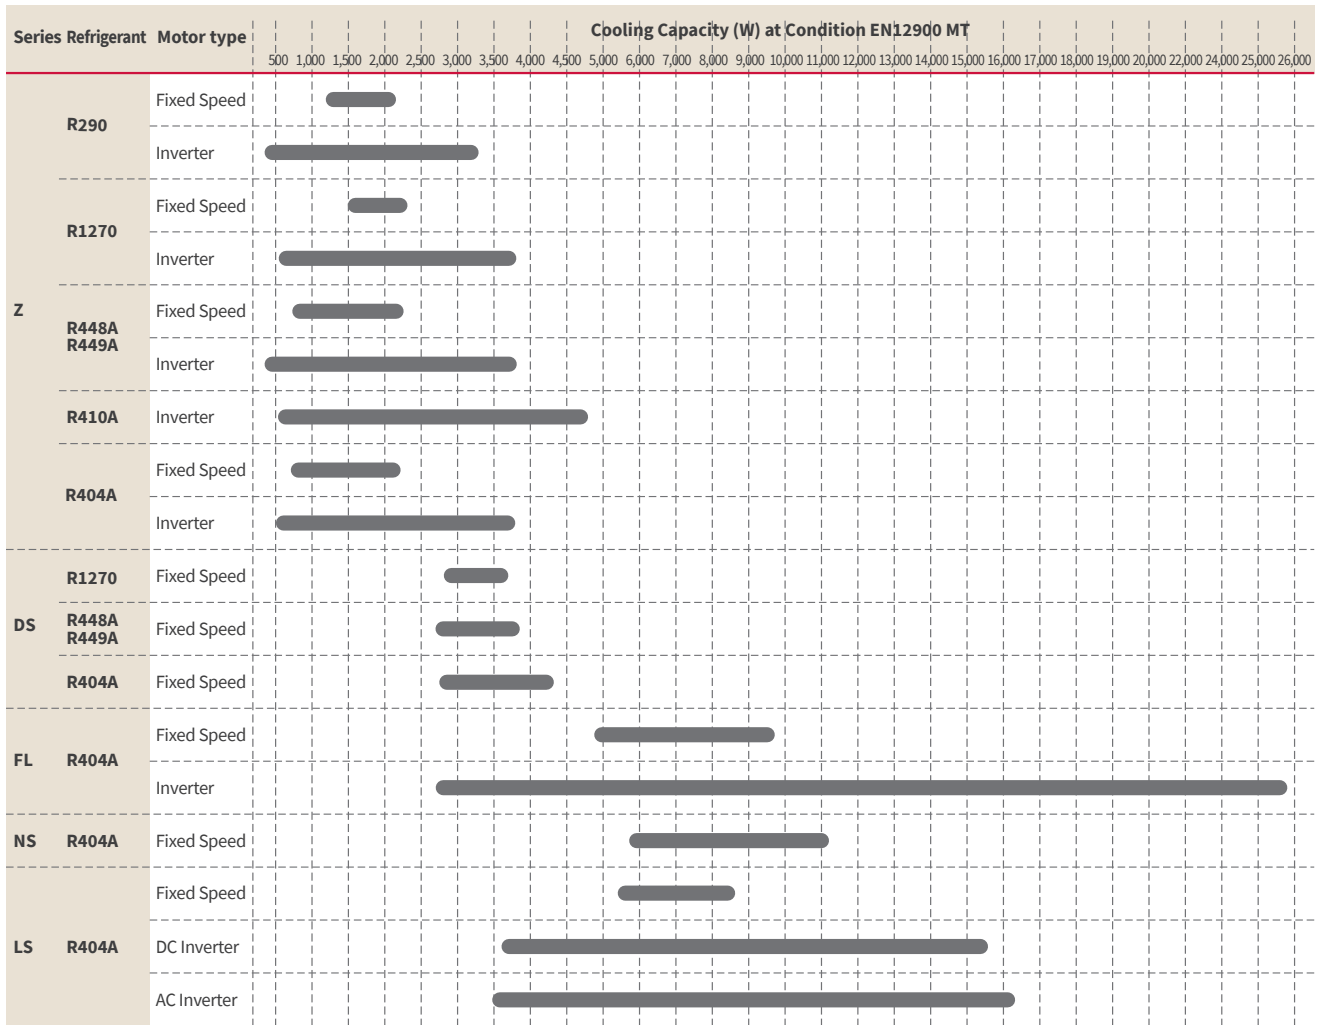 Cooling Capacity (W) at Condition EN12900 MT
Series Refrigerant Motor type
500 1,000 1,500 2,000 2,500 3,000 3,500 4,000 4,500 5,000 6,000 7,000 8,000 9,000 10,000 11,000 12,000 13,000 14,000 15,000 16,000 17,000 18,000 19,000 20,000 22,000 24,000 25,000 26,000
Fixed Speed
R290
Inverter
Fixed Speed
R1270
Inverter
Z
Fixed Speed
R448A
R449A
Inverter
R410A Inverter
Fixed Speed
R404A
Inverter
R1270 Fixed Speed
DS
R448A
R449A
Fixed Speed
R404A Fixed Speed
Fixed Speed
FL R404A
Inverter
NS R404A Fixed Speed
Fixed Speed
LS R404A DC Inverter
AC Inverter